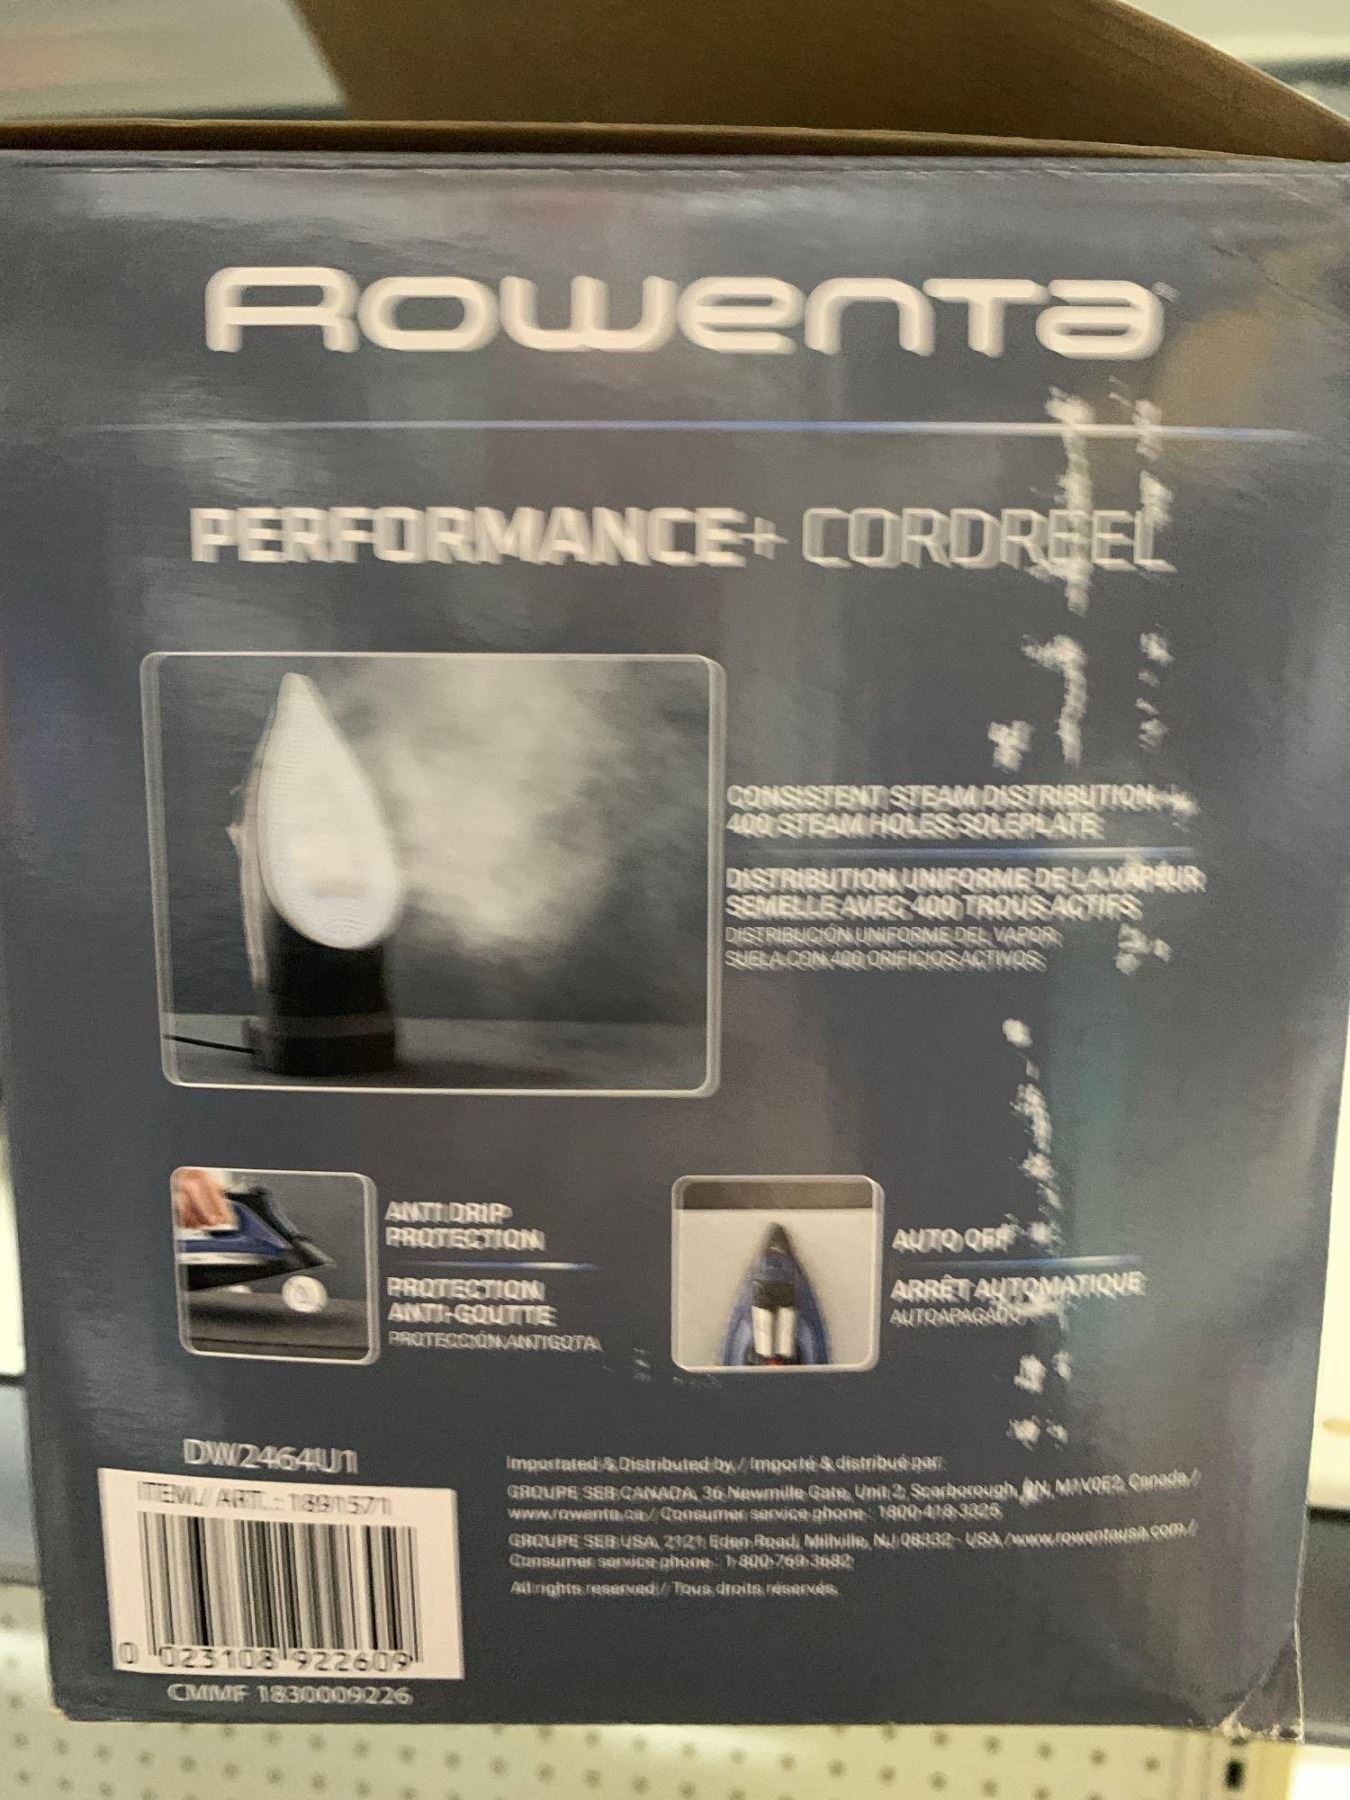 ROWENTA
PERFORMANCE+ CORDREEL
CONSISTENT STEAM DISTRIBUTION
400 STEAM HOLES SOLEPLATE
DISTRIBUTION UNIFORME DE LA VAPEUR
SEMELLE AVEC 400 TROUS ACTIFS
DISTRIBUCIÓN UNIFORME DEL VAPOR
SUELA CON 400 ORIFICIOS ACTIVOS
ANTI DRIP
PROTECTION
PROTECTION
ANTI-GOUTTE
PROTECCIÓN ANTIGOTA
AUTO OFF
ARRÊT AUTOMATIQUE
AUTOAPAGADO
DW2464U1
ITEM / ART. : 1891571
0 023108 922609
CMMF 1830009226
Importated & Distributed by / Importé & distribué par:
GROUPE SEB CANADA, 36 Newmille Gate, Unit 2, Scarborough, ON, M1V0E2, Canada /
www.rowenta.ca / Consumer service phone : 1800-418-3325
GROUPE SEB USA, 2121 Eden Road, Millville, NJ 08332 - USA / www.rowentausa.com /
Consumer service phone : 1-800-769-3682
All rights reserved / Tous droits réservés.